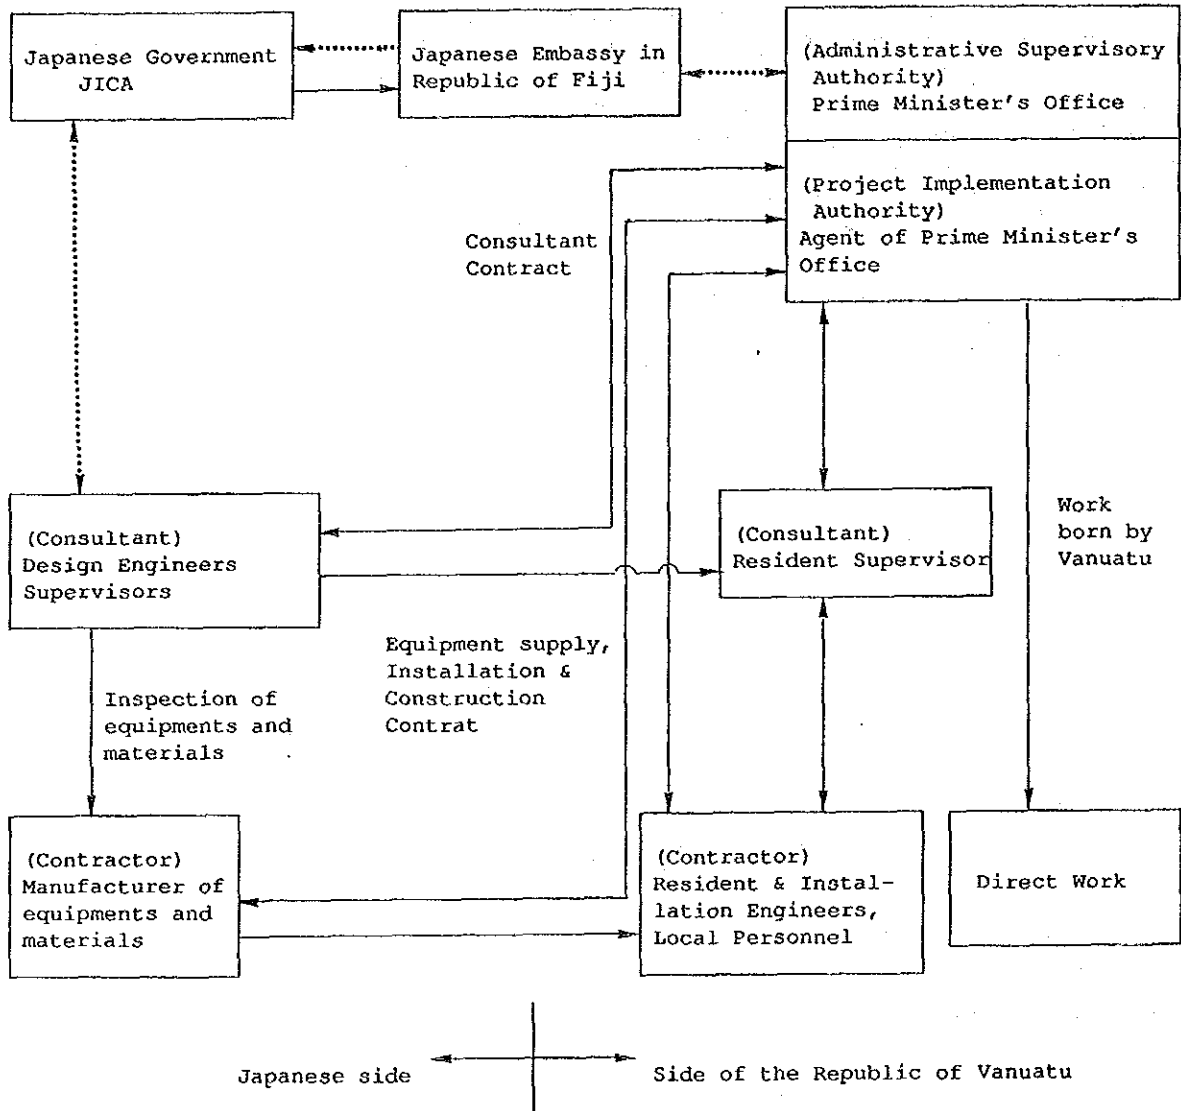 Japanese Government
JICA
Japanese Embassy in
Republic of Fiji
(Administrative Supervisory
Authority)
Prime Minister's Office
(Project Implementation
Authority)
Agent of Prime Minister's
Office
Consultant
Contract
(Consultant)
Design Engineers
Supervisors
(Consultant)
Resident Supervisor
Work
born by
Vanuatu
Equipment supply,
Installation &
Construction
Contrat
Inspection of
equipments and
materials
(Contractor)
Manufacturer of
equipments and
materials
(Contractor)
Resident & Instal-
lation Engineers,
Local Personnel
Direct Work
Japanese side
Side of the Republic of Vanuatu